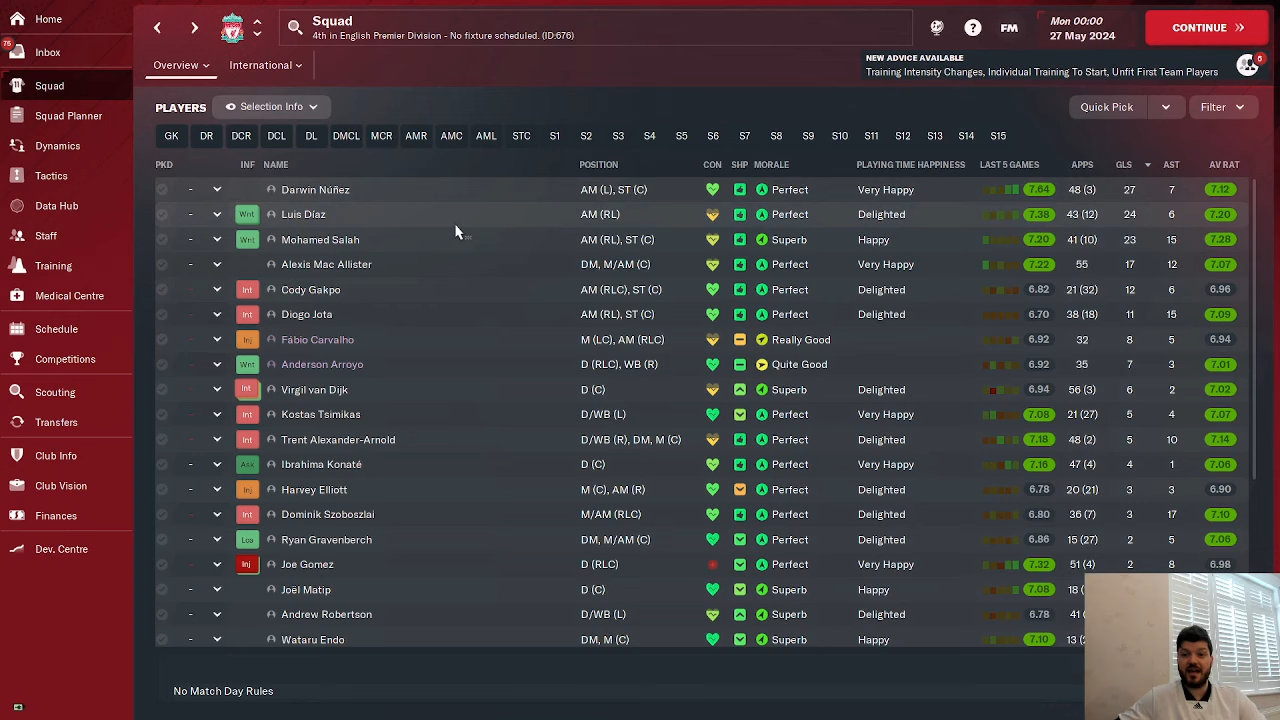 Home
75
Inbox
Squad
Squad Planner
Dynamics
Tactics
Data Hub
Staff
Training
Medical Centre
Schedule
Competitions
Scouting
Transfers
Club Info
Club Vision
Finances
Dev. Centre
Squad
4th in English Premier Division - No fixture scheduled. (ID:676)
? FM
Mon 00:00
27 May 2024
CONTINUE
Overview International
NEW ADVICE AVAILABLE
Training Intensity Changes, Individual Training To Start, Unfit First Team Players
6
PLAYERS Selection Info Quick Pick Filter
GK DR DCR DCL DL DMCL MCR AMR AMC AML STC S1 S2 S3 S4 S5 S6 S7 S8 S9 S10 S11 S12 S13 S14 S15
PKD INF NAME POSITION CON SHP MORALE PLAYING TIME HAPPINESS LAST 5 GAMES APPS GLS AST AV RAT
- Darwin Núñez AM (L), ST (C) Perfect Very Happy 7.64 48 (3) 27 7 7.12
- Wnt Luis Díaz AM (RL) Perfect Delighted 7.38 43 (12) 24 6 7.20
- Wnt Mohamed Salah AM (RL), ST (C) Superb Happy 7.20 41 (10) 23 15 7.28
- Alexis Mac Allister DM, M/AM (C) Perfect Very Happy 7.22 55 17 12 7.07
- Int Cody Gakpo AM (RLC), ST (C) Perfect Delighted 6.82 21 (32) 12 6 6.96
- Int Diogo Jota AM (RL), ST (C) Perfect Delighted 6.70 38 (18) 11 15 7.09
- Inj Fábio Carvalho M (LC), AM (RLC) Really Good 6.92 32 8 5 6.94
- Wnt Anderson Arroyo D (RLC), WB (R) Quite Good 6.92 35 7 3 7.01
- Int Virgil van Dijk D (C) Superb Delighted 6.94 56 (3) 6 2 7.02
- Int Kostas Tsimikas D/WB (L) Perfect Very Happy 7.08 21 (27) 5 4 7.07
- Int Trent Alexander-Arnold D/WB (R), DM, M (C) Perfect Delighted 7.18 48 (2) 5 10 7.14
- Ask Ibrahima Konaté D (C) Perfect Very Happy 7.16 47 (4) 4 1 7.06
- Inj Harvey Elliott M (C), AM (R) Perfect Delighted 6.78 20 (21) 3 3 6.90
- Int Dominik Szoboszlai M/AM (RLC) Perfect Delighted 6.80 36 (7) 3 17 7.10
- Loa Ryan Gravenberch DM, M/AM (C) Perfect Delighted 6.86 15 (27) 2 5 7.06
- Inj Joe Gomez D (RLC) Perfect Very Happy 7.32 51 (4) 2 8 6.98
- Joël Matip D (C) Superb Happy 7.08 18 (
- Andrew Robertson D/WB (L) Superb Delighted 6.78 41
- Wataru Endo DM, M (C) Superb Happy 7.10 13 (
No Match Day Rules